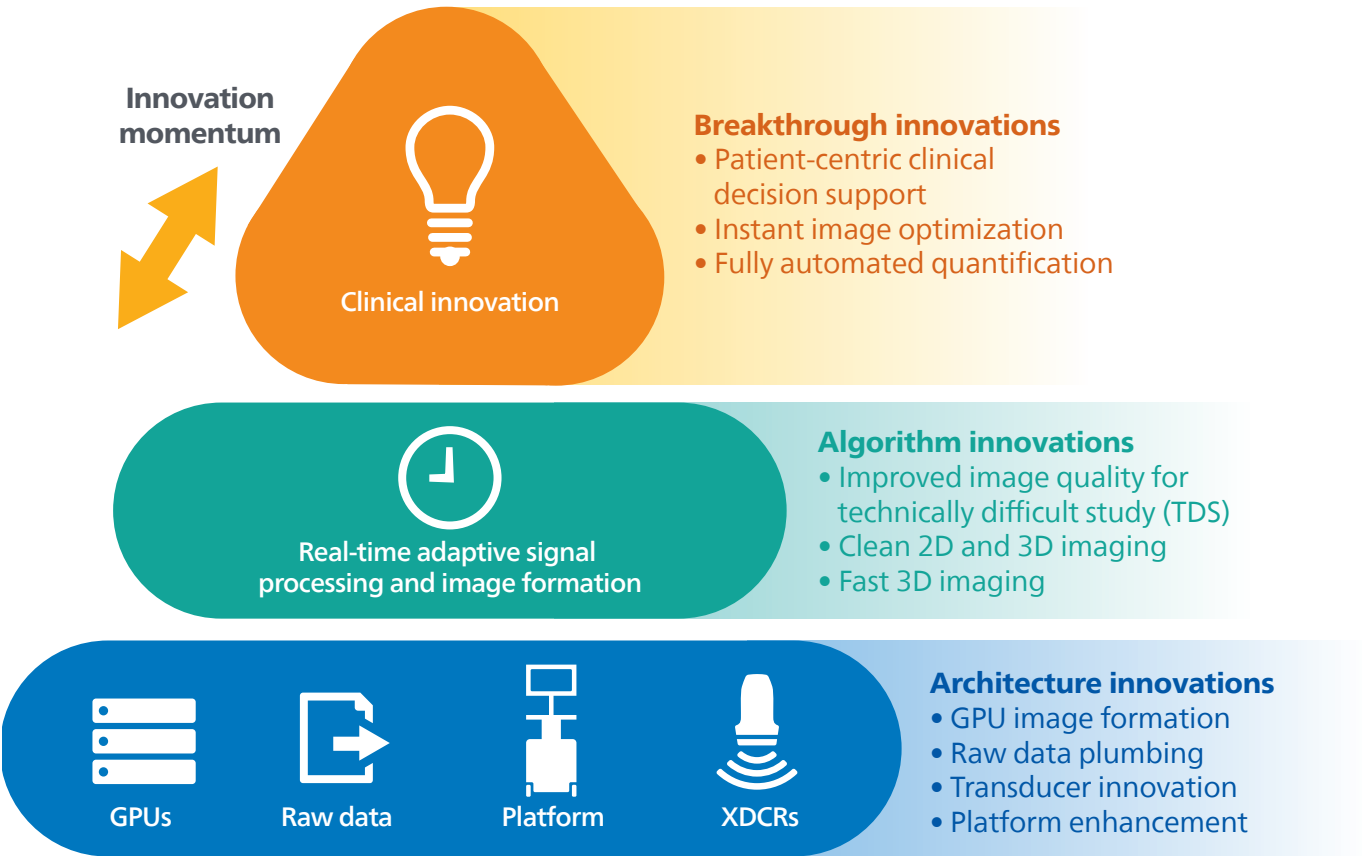 Innovation
momentum
Clinical innovation
Breakthrough innovations
• Patient-centric clinical
decision support
• Instant image optimization
• Fully automated quantification
Real-time adaptive signal
processing and image formation
Algorithm innovations
• Improved image quality for
technically difficult study (TDS)
• Clean 2D and 3D imaging
• Fast 3D imaging
GPUs
Raw data
Platform
XDCRs
Architecture innovations
• GPU image formation
• Raw data plumbing
• Transducer innovation
• Platform enhancement